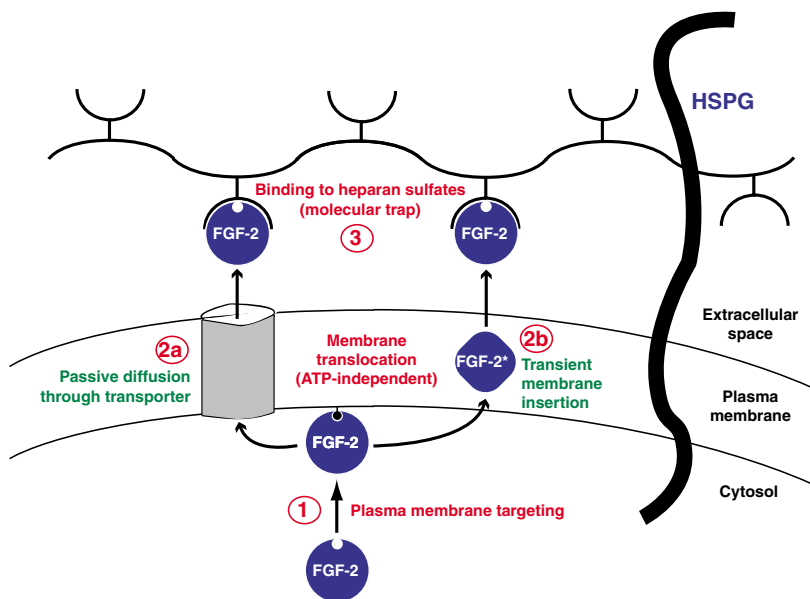 HSPG
Binding to heparan sulfates
(molecular trap)
3
FGF-2
FGF-2
Extracellular
space
2a
Passive diffusion
through transporter
Membrane
translocation
(ATP-independent)
2b
FGF-2*
Transient
membrane
insertion
Plasma
membrane
FGF-2
Cytosol
1
Plasma membrane targeting
FGF-2